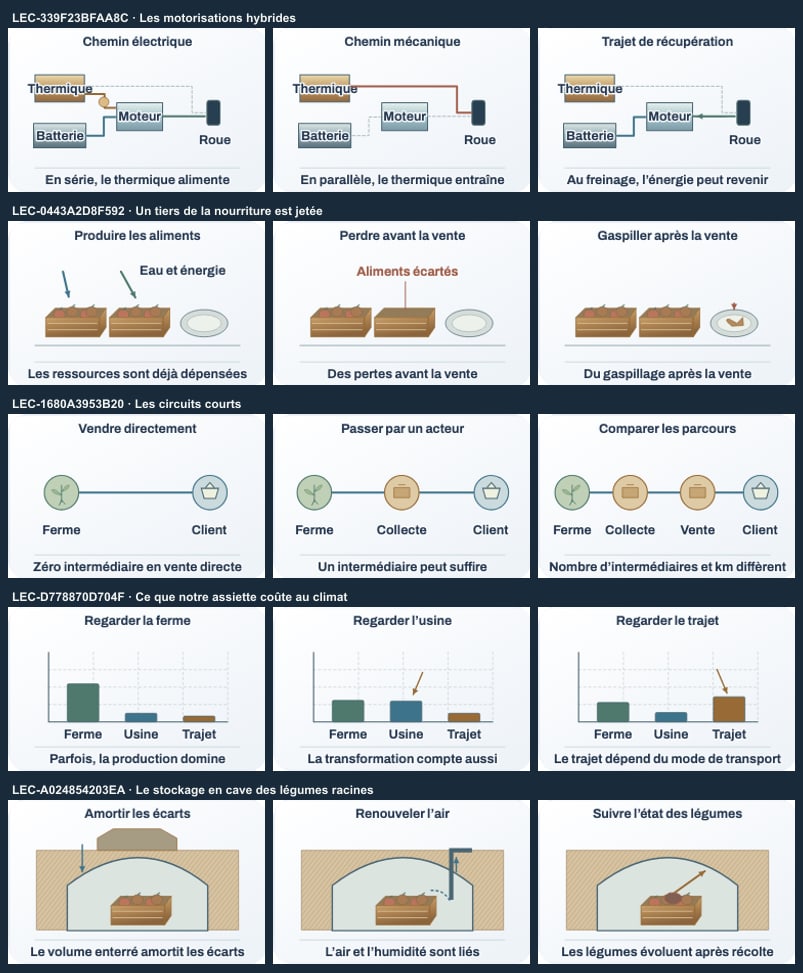 LEC-339F23BFAA8C · Les motorisations hybrides
Chemin électrique
Thermique
Moteur
Batterie
Roue
En série, le thermique alimente
Chemin mécanique
Thermique
Moteur
Batterie
Roue
En parallèle, le thermique entraîne
Trajet de récupération
Thermique
Moteur
Batterie
Roue
Au freinage, l’énergie peut revenir
LEC-0443A2D8F592 · Un tiers de la nourriture est jetée
Produire les aliments
Eau et énergie
Les ressources sont déjà dépensées
Perdre avant la vente
Aliments écartés
Des pertes avant la vente
Gaspiller après la vente
Du gaspillage après la vente
LEC-1680A3953B20 · Les circuits courts
Vendre directement
Ferme Client
Zéro intermédiaire en vente directe
Passer par un acteur
Ferme Collecte Client
Un intermédiaire peut suffire
Comparer les parcours
Ferme Collecte Vente Client
Nombre d’intermédiaires et km diffèrent
LEC-D778870D704F · Ce que notre assiette coûte au climat
Regarder la ferme
Ferme Usine Trajet
Parfois, la production domine
Regarder l’usine
Ferme Usine Trajet
La transformation compte aussi
Regarder le trajet
Ferme Usine Trajet
Le trajet dépend du mode de transport
LEC-A024854203EA · Le stockage en cave des légumes racines
Amortir les écarts
Le volume enterré amortit les écarts
Renouveler l’air
L’air et l’humidité sont liés
Suivre l’état des légumes
Les légumes évoluent après récolte